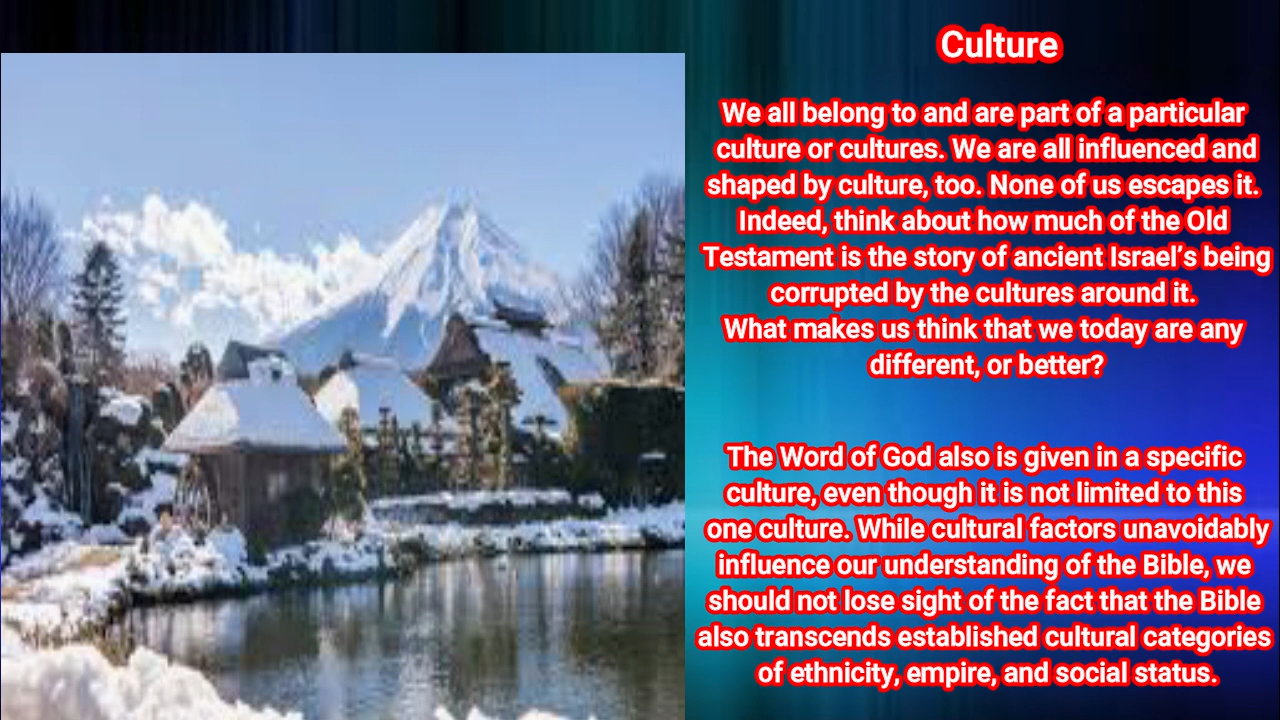 Culture
We all belong to and are part of a particular
culture or cultures. We are all influenced and
shaped by culture, too. None of us escapes it.
Indeed, think about how much of the Old
Testament is the story of ancient Israel’s being
corrupted by the cultures around it.
What makes us think that we today are any
different, or better?
The Word of God also is given in a specific
culture, even though it is not limited to this
one culture. While cultural factors unavoidably
influence our understanding of the Bible, we
should not lose sight of the fact that the Bible
also transcends established cultural categories
of ethnicity, empire, and social status.